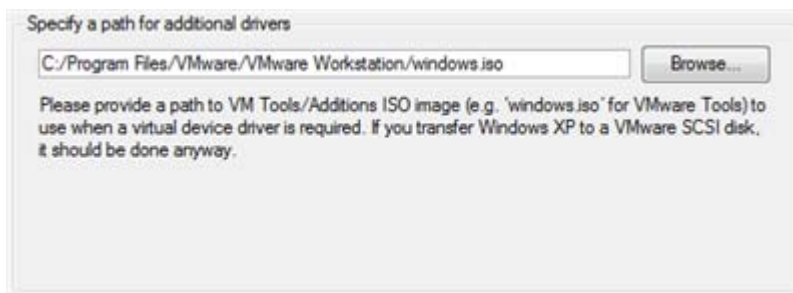 Specify a path for additional drivers
C:/Program Files/VMware/VMware Workstation/windows.iso
Browse...
Please provide a path to VM Tools/Additions ISO image (e.g. 'windows.iso' for VMware Tools) to
use when a virtual device driver is required. If you transfer Windows XP to a VMware SCSI disk,
it should be done anyway.